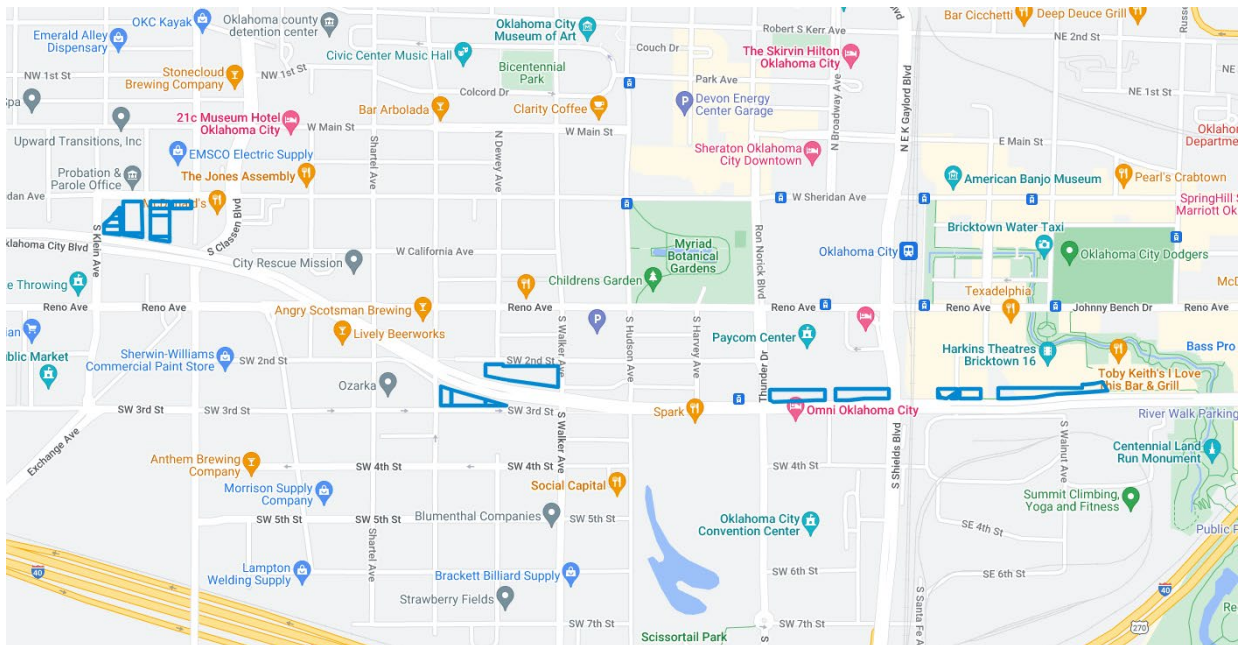 OKC Kayak
Oklahoma county
detention center
Emerald Alley
Dispensary
Oklahoma City
Museum of Art
Civic Center Music Hall
Couch Dr
Robert S Kerr Ave
Bar Cicchetti
Deep Deuce Grill
NE 2nd St
The Skirvin Hilton
Oklahoma City
NW 1st St
NW 1st St
Stonecloud
Brewing Company
Bicentennial
Park
Colcord Dr
Park Ave
Devon Energy
Center Garage
N Broadway Ave
N E K Gaylord Blvd
NE 1st St
Spa
Bar Arbolada
Clarity Coffee
21c Museum Hotel
Oklahoma City
W Main St
W Main St
E Main St
Upward Transitions, Inc
EMSCO Electric Supply
Shartel Ave
N Dewey Ave
Sheraton Oklahoma
City Downtown
Probation &
Parole Office
The Jones Assembly
American Banjo Museum
Pearl's Crabtown
W Sheridan Ave
SpringHill S
Marriott Ok
S Klein Ave
S Classen Blvd
Bricktown Water Taxi
klahoma City Blvd
W California Ave
City Rescue Mission
Myriad
Botanical
Gardens
Ron Norick Blvd
Oklahoma City
Oklahoma City Dodgers
e Throwing
Childrens Garden
Texadelphia
McD
Reno Ave
Reno Ave
Reno Ave
Reno Ave
Reno Ave
Johnny Bench Dr
Reno Ave
Angry Scotsman Brewing
Lively Beerworks
Paycom Center
Harkins Theatres
Bricktown 16
Bass Pro
ublic Market
Sherwin-Williams
Commercial Paint Store
SW 2nd St
SW 2nd St
S Walker Ave
S Hudson Ave
S Harvey Ave
Thunder Dr
Toby Keith's I Love
This Bar & Grill
Ozarka
SW 3rd St
SW 3rd St
SW 3rd St
Spark
Omni Oklahoma City
River Walk Parking
Exchange Ave
S Walker Ave
S Shields Blvd
S Walnut Ave
Centennial Land
Run Monument
Anthem Brewing
Company
SW 4th St
SW 4th St
SW 4th St
Morrison Supply
Company
Social Capital
Summit Climbing,
Yoga and Fitness
SW 5th St
SW 5th St
Blumenthal Companies
SW 5th St
Oklahoma City
Convention Center
SE 4th St
Public P
Shartel Ave
40
Lampton
Welding Supply
Brackett Billiard Supply
SW 6th St
SE 6th St
40
Strawberry Fields
S Santa Fe A
SW 7th St
Scissortail Park
SW 7th St
270
Re